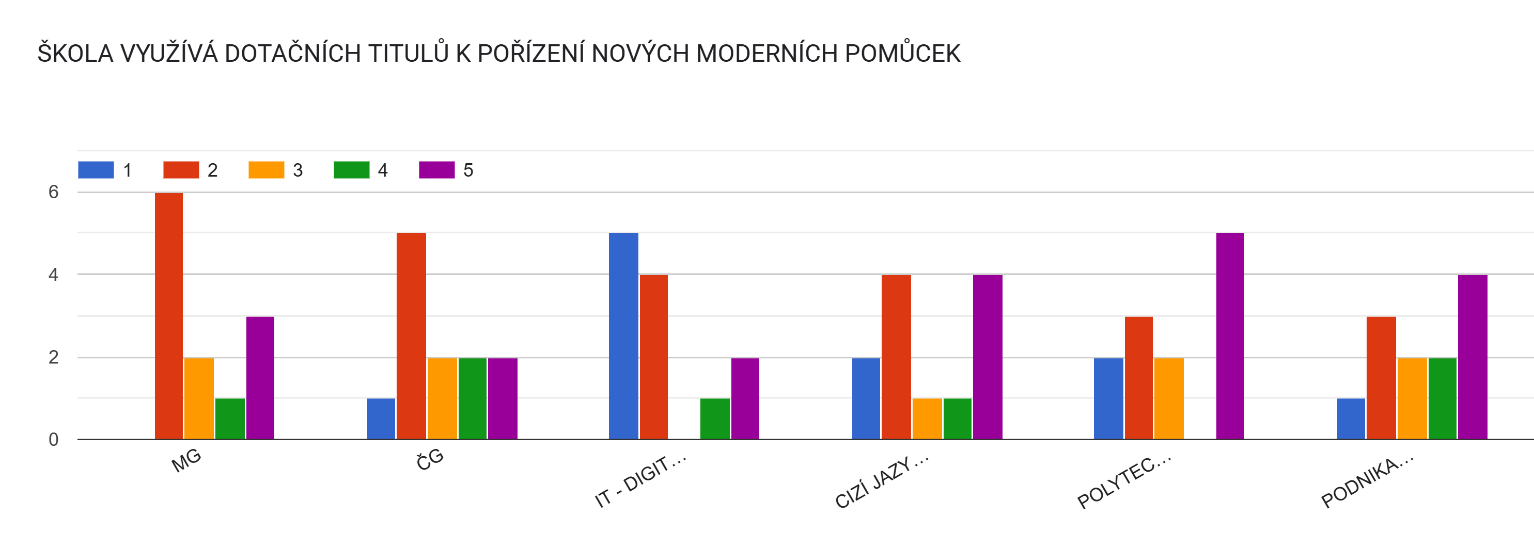 ŠKOLA VYUŽÍVÁ DOTAČNÍCH TITULŮ K POŘÍZENÍ NOVÝCH MODERNÍCH POMŮCEK
1 2 3 4 5
6
4
2
0
MG ČG IT - DIGIT... CIZÍ JAZY... POLYTEC... PODNIKA...